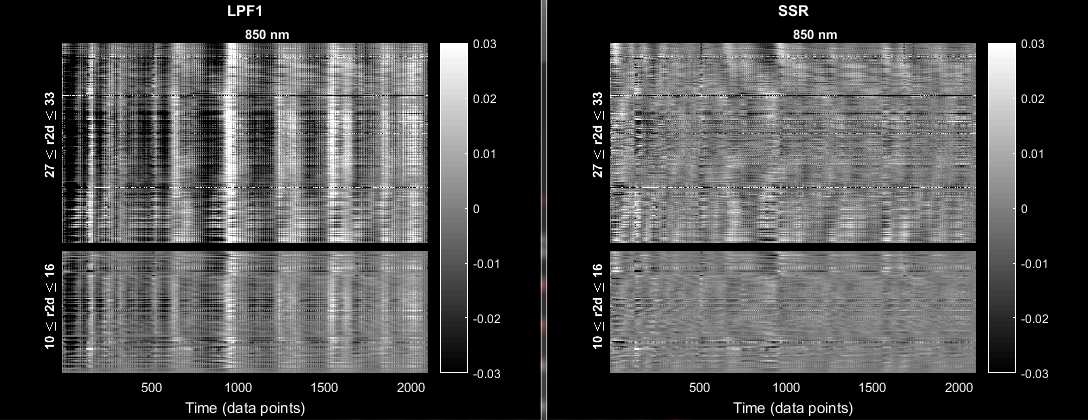 LPF1
850 nm
27 ≤ r2d ≤ 33
10 ≤ r2d ≤ 16
0.03
0.02
0.01
0
-0.01
-0.02
-0.03
500 1000 1500 2000
Time (data points)
SSR
850 nm
27 ≤ r2d ≤ 33
10 ≤ r2d ≤ 16
0.03
0.02
0.01
0
-0.01
-0.02
-0.03
500 1000 1500 2000
Time (data points)